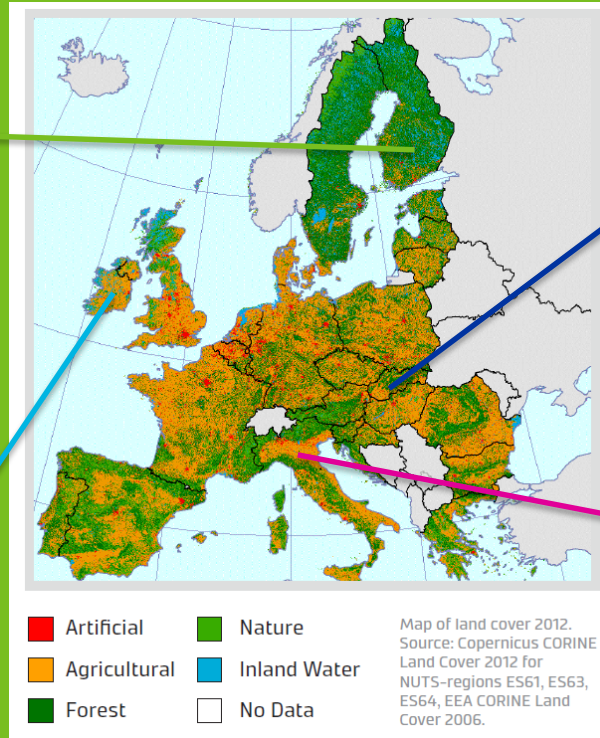 Artificial
Nature
Agricultural
Inland Water
Forest
No Data
Map of land cover 2012.
Source: Copernicus CORINE
Land Cover 2012 for
NUTS-regions ES61, ES63,
ES64, EEA CORINE Land
Cover 2006.